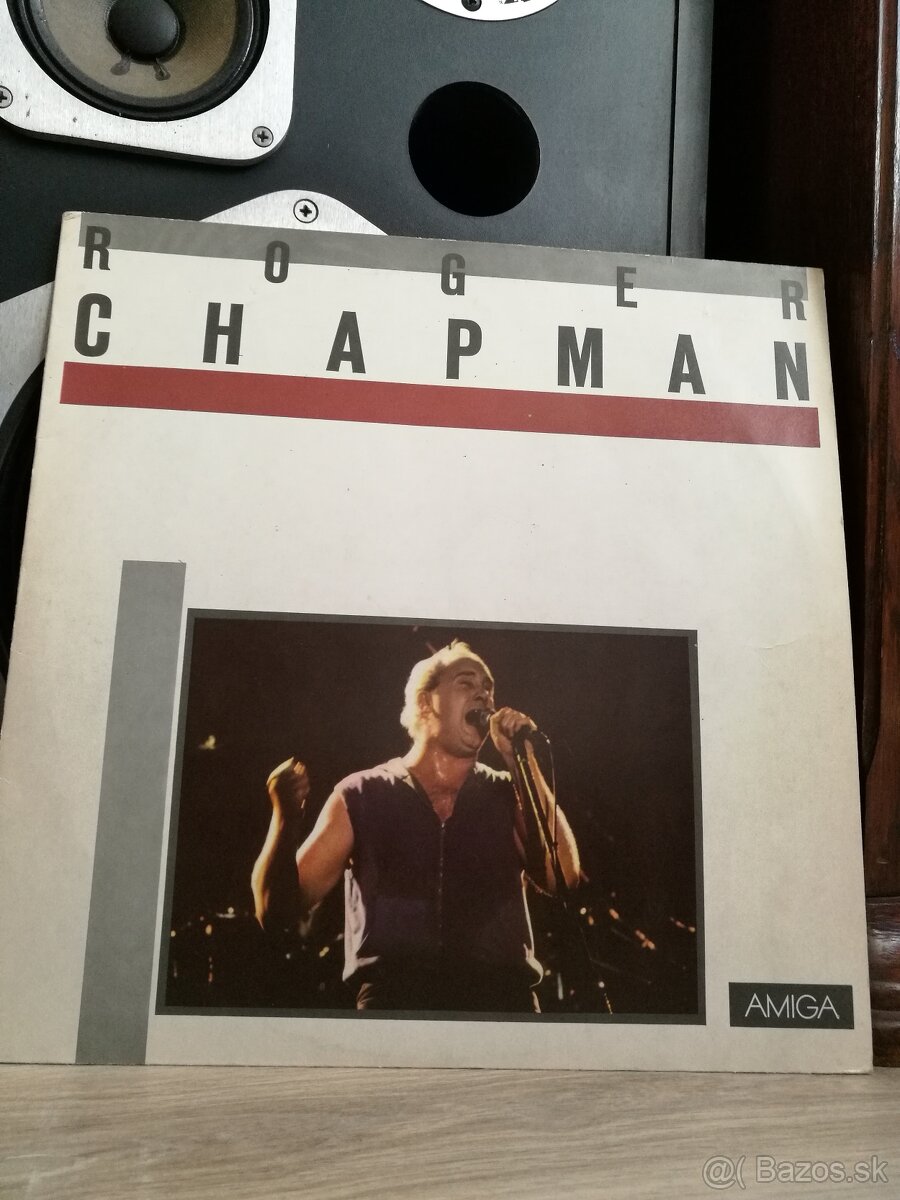 ROGER
CHAPMAN
AMIGA
@( Bazos.sk